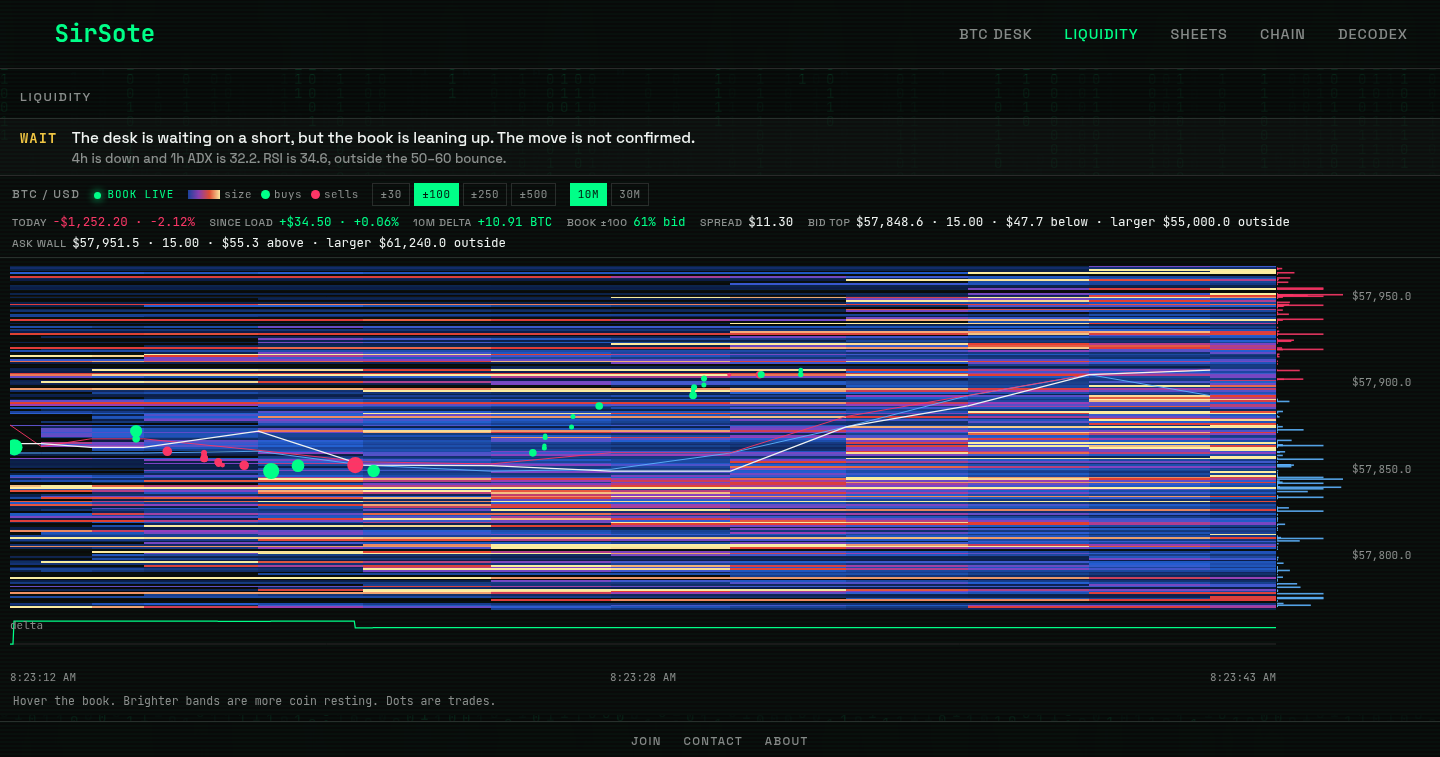 SirSote
BTC DESK LIQUIDITY SHEETS CHAIN DECODEX
LIQUIDITY
WAIT The desk is waiting on a short, but the book is leaning up. The move is not confirmed.
4h is down and 1h ADX is 32.2. RSI is 34.6, outside the 50–60 bounce.
BTC / USD BOOK LIVE size buys sells ±30 ±100 ±250 ±500 10M 30M
TODAY -$1,252.20 · -2.12% SINCE LOAD +$34.50 · +0.06% 10M DELTA +10.91 BTC BOOK ±100 61% bid SPREAD $11.30 BID TOP $57,848.6 · 15.00 · $47.7 below · larger $55,000.0 outside
ASK WALL $57,951.5 · 15.00 · $55.3 above · larger $61,240.0 outside
$57,950.0
$57,900.0
$57,850.0
$57,800.0
delta
8:23:12 AM 8:23:28 AM 8:23:43 AM
Hover the book. Brighter bands are more coin resting. Dots are trades.
JOIN CONTACT ABOUT